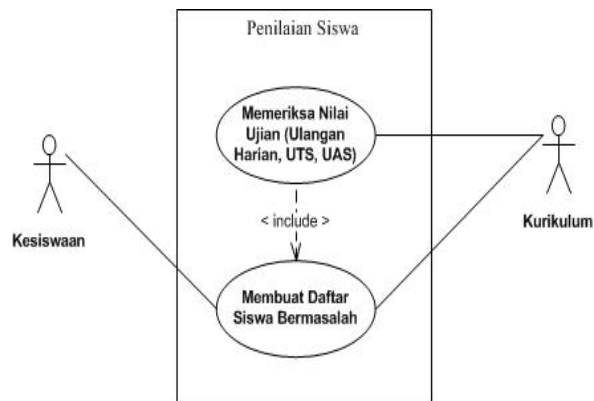 Penilaian Siswa
Memeriksa Nilai
Ujian (Ulangan
Harian, UTS, UAS)
< include >
Kesiswaan
Kurikulum
Membuat Daftar
Siswa Bermasalah